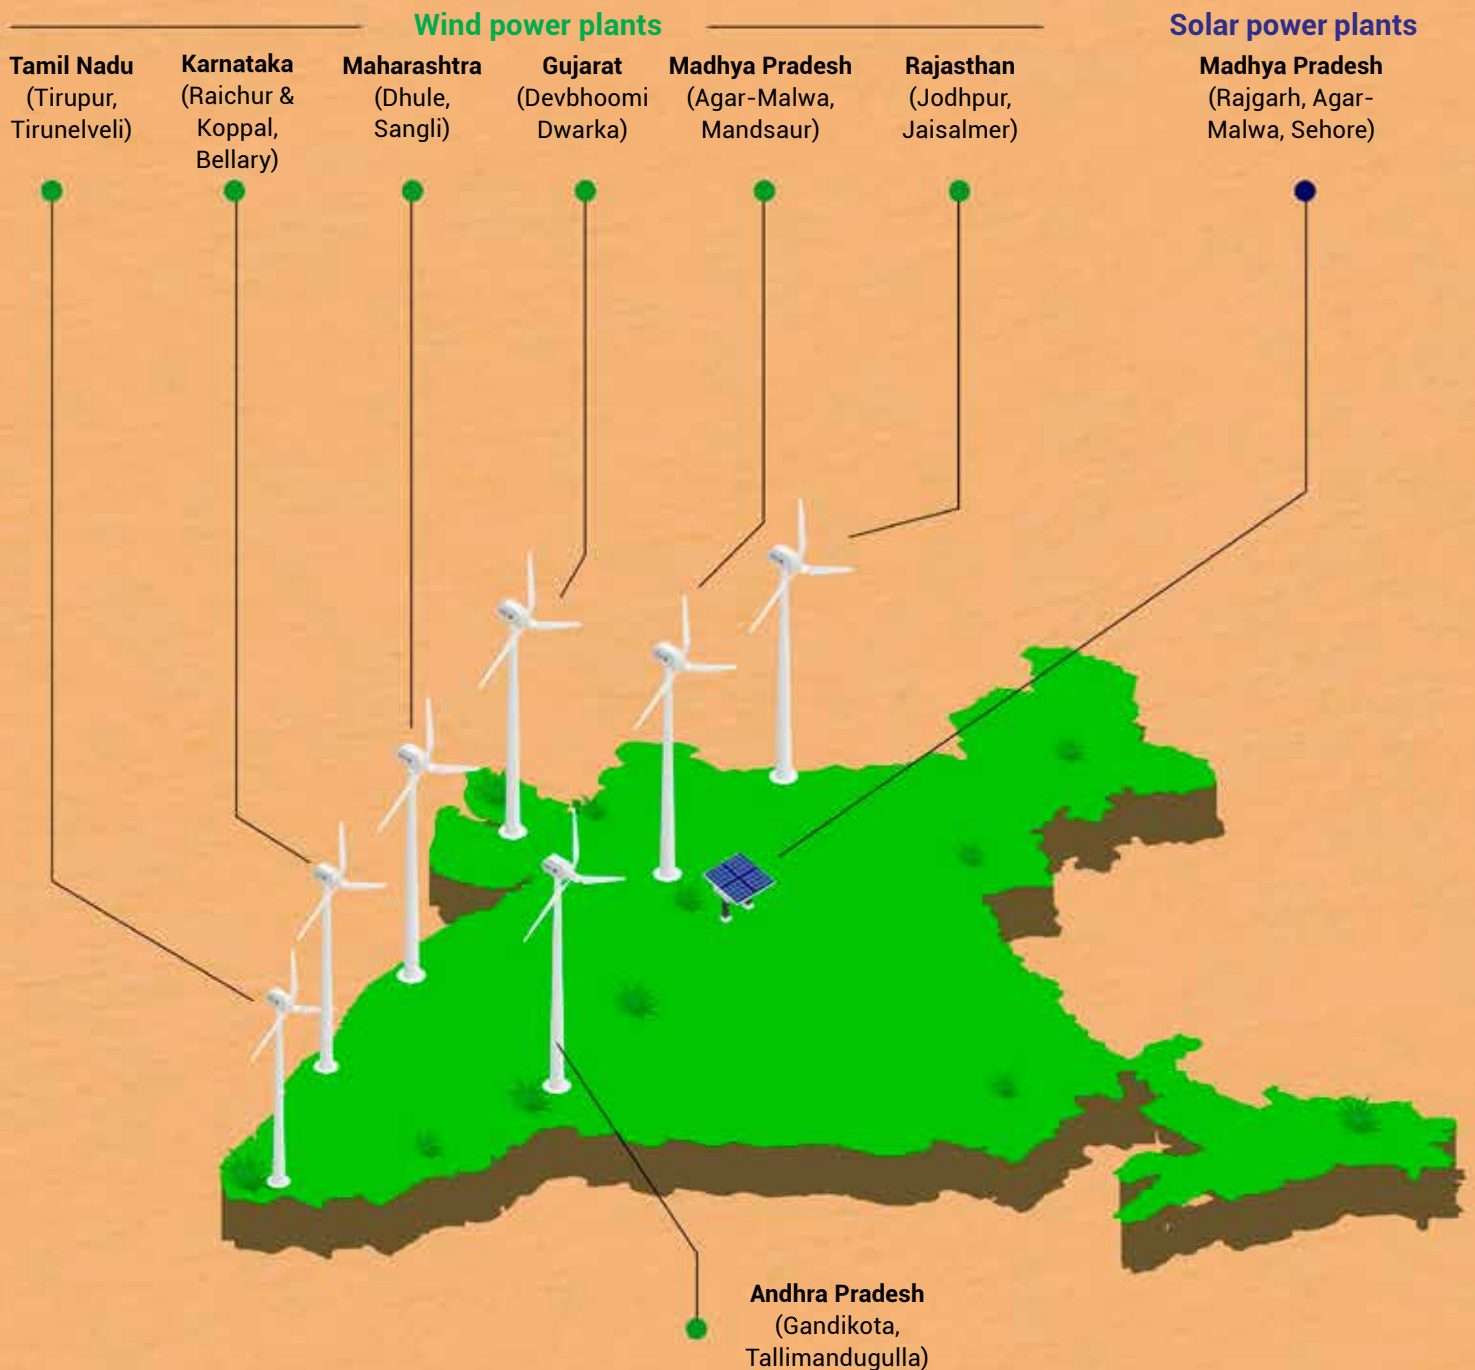 Wind power plants
Tamil Nadu
(Tirupur,
Tirunelveli)
Karnataka
(Raichur &
Koppal,
Bellary)
Maharashtra
(Dhule,
Sangli)
Gujarat
(Devbhoomi
Dwarka)
Madhya Pradesh
(Agar-Malwa,
Mandsaur)
Rajasthan
(Jodhpur,
Jaisalmer)
Solar power plants
Madhya Pradesh
(Rajgarh, Agar-
Malwa, Sehore)
Andhra Pradesh
(Gandikota,
Tallimandugulla)